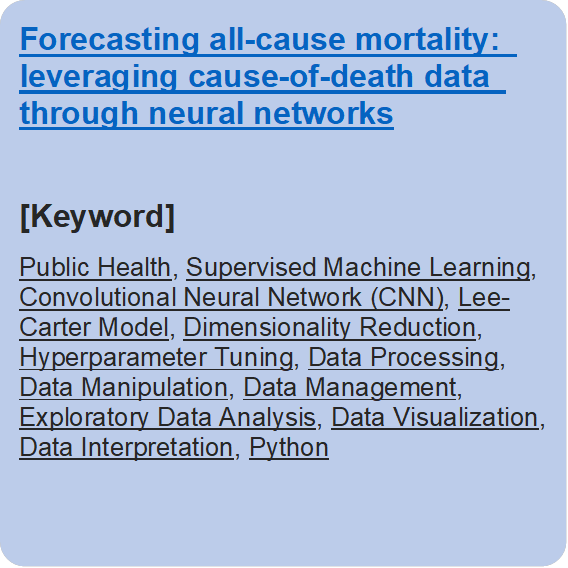 Forecasting all-cause mortality:
leveraging cause-of-death data
through neural networks
[Keyword]
Public Health, Supervised Machine Learning,
Convolutional Neural Network (CNN), Lee-
Carter Model, Dimensionality Reduction,
Hyperparameter Tuning, Data Processing,
Data Manipulation, Data Management,
Exploratory Data Analysis, Data Visualization,
Data Interpretation, Python